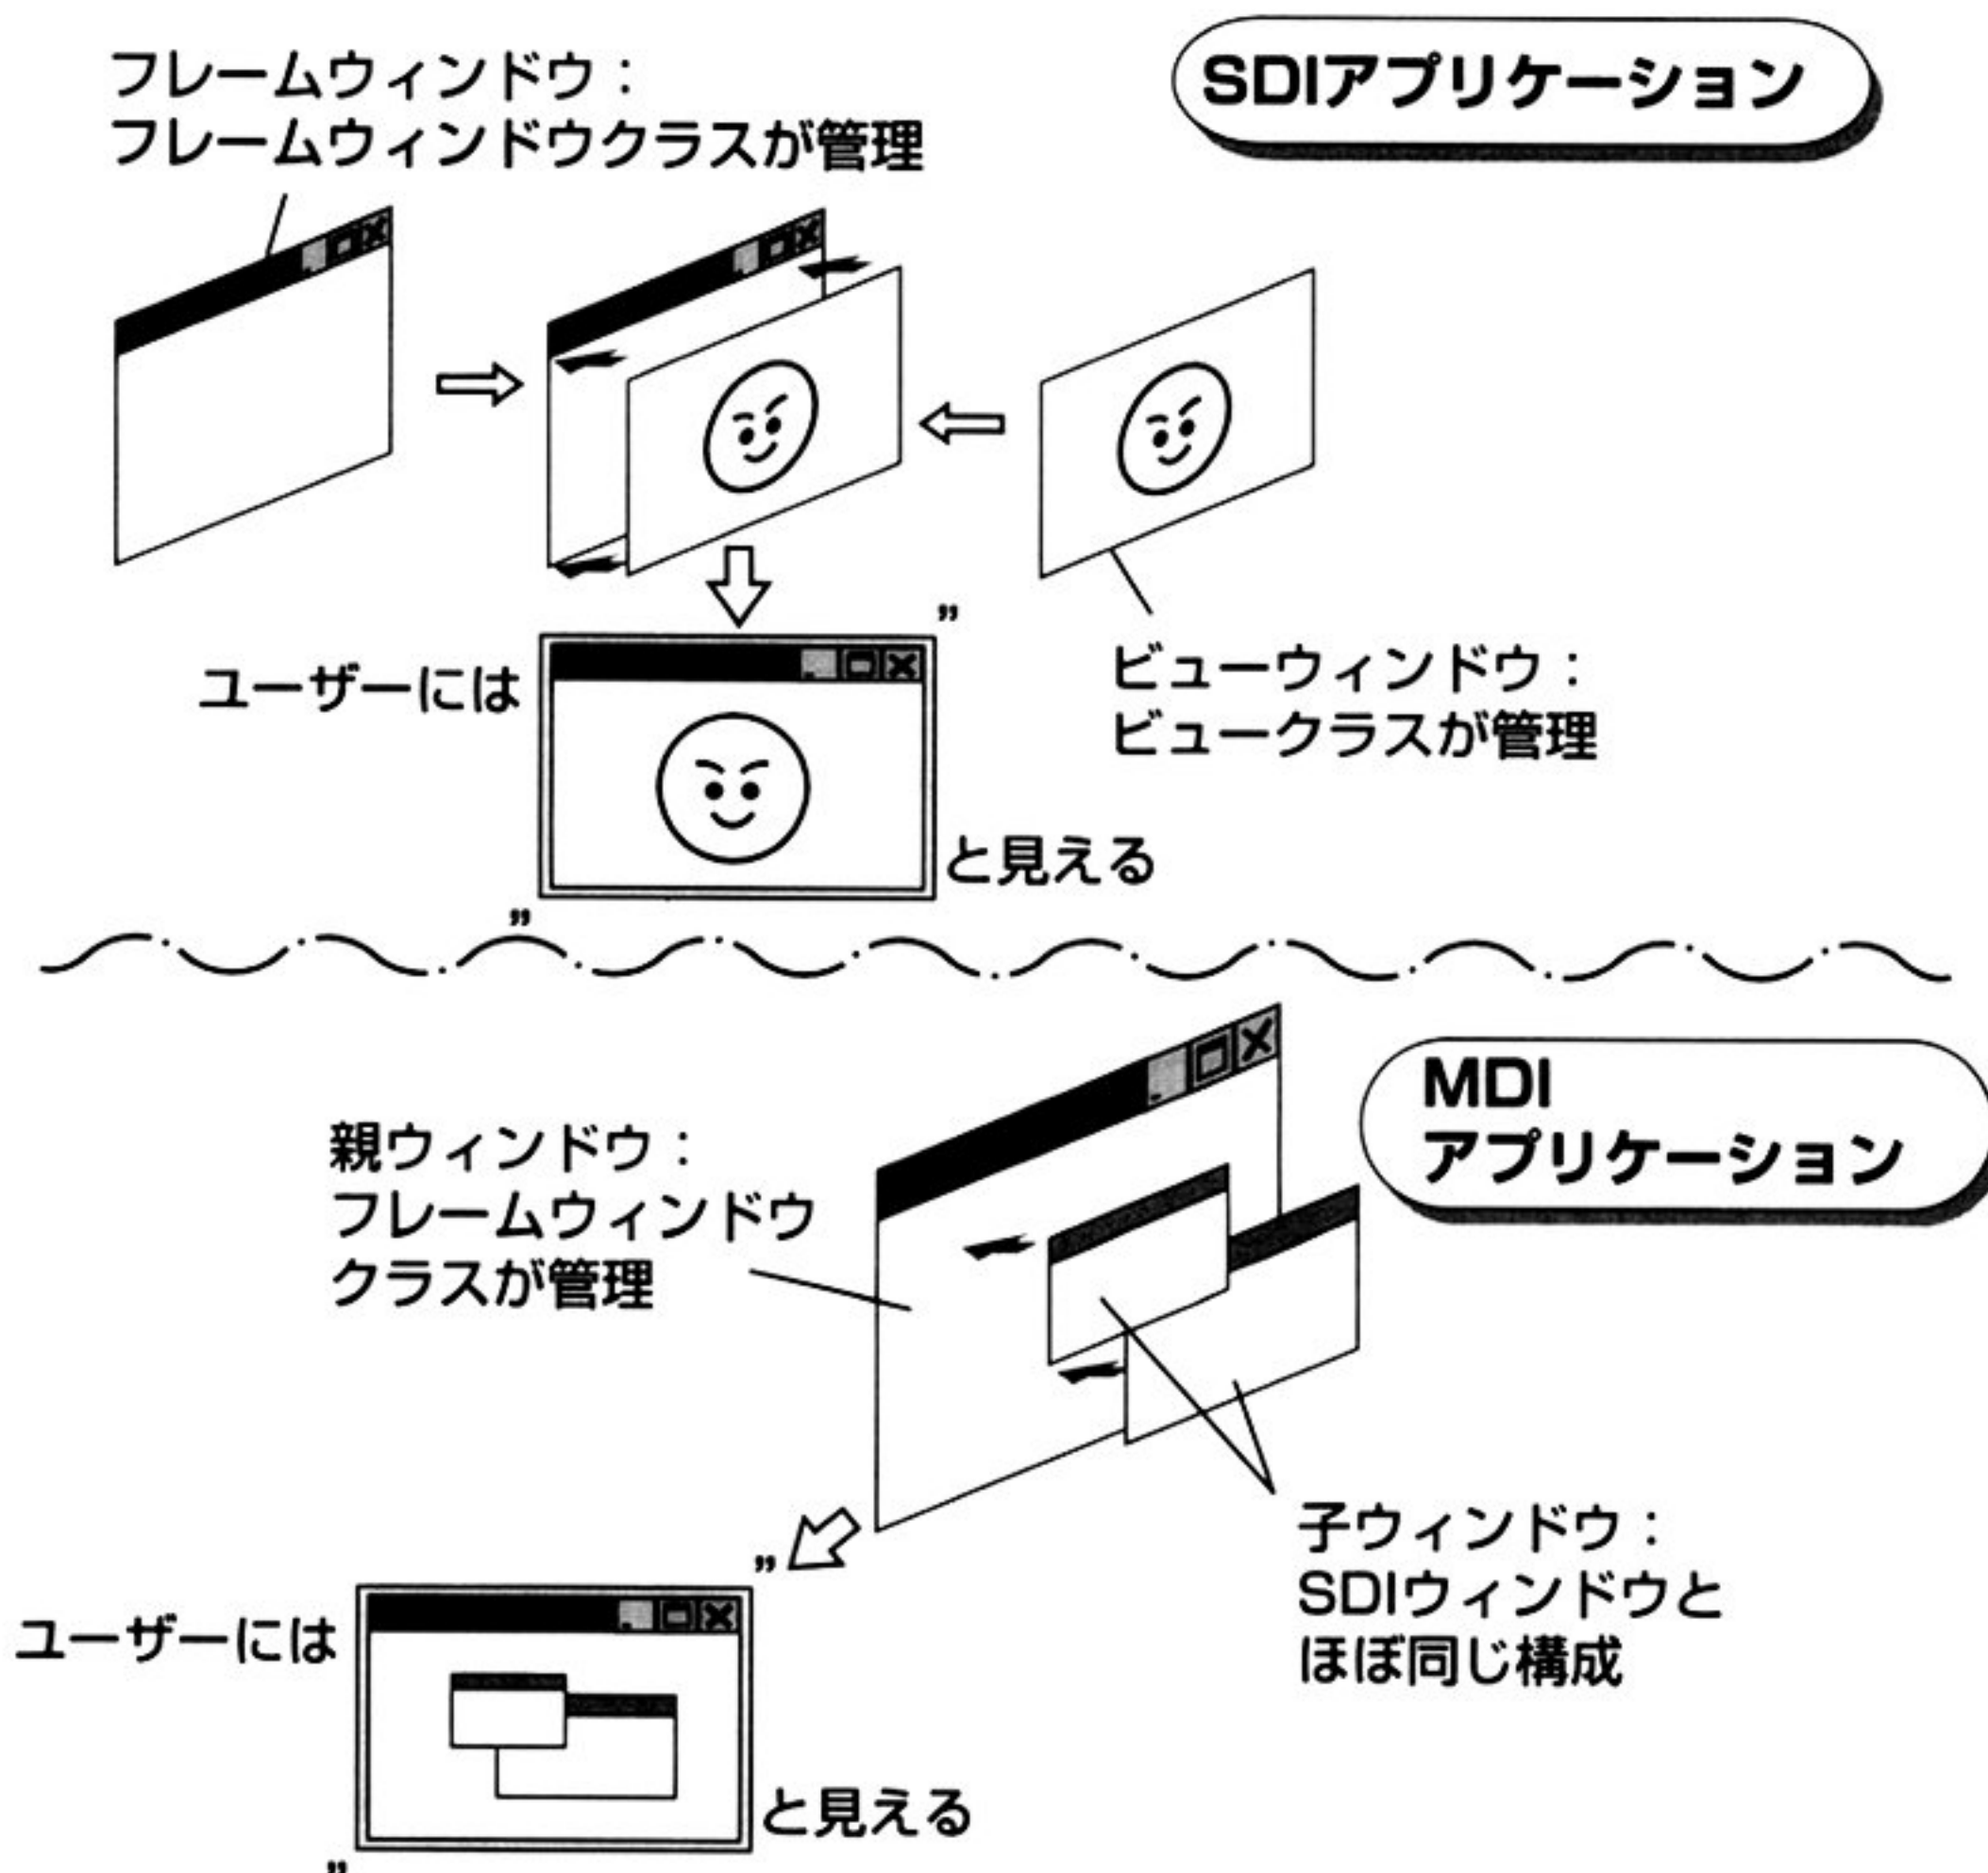 SDIアプリケーション
フレームウィンドウ：
フレームウィンドウクラスが管理
ビューウィンドウ：
ビュークラスが管理
ユーザーには
”
”
と見える
MDI
アプリケーション
親ウィンドウ：
フレームウィンドウ
クラスが管理
子ウィンドウ：
SDIウィンドウと
ほぼ同じ構成
ユーザーには
”
”
と見える